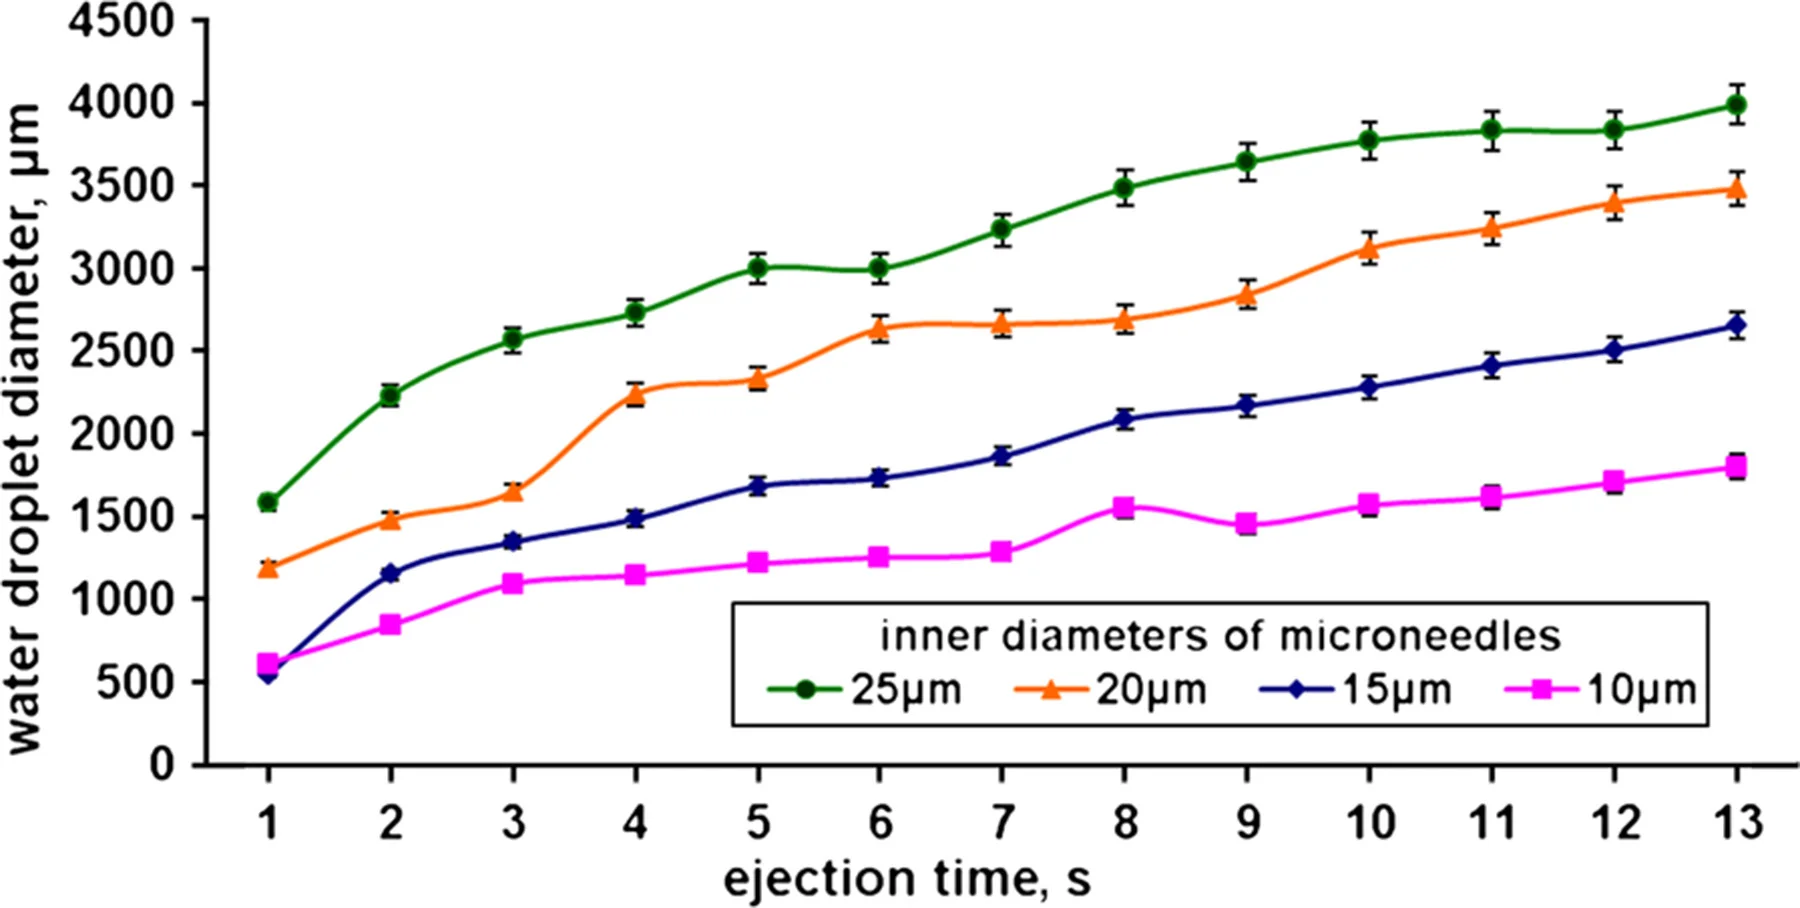 4500
4000
3500
3000
2500
2000
1500
1000
500
0
water droplet diameter, µm
inner diameters of microneedles
25µm 20µm 15µm 10µm
1 2 3 4 5 6 7 8 9 10 11 12 13
ejection time, s